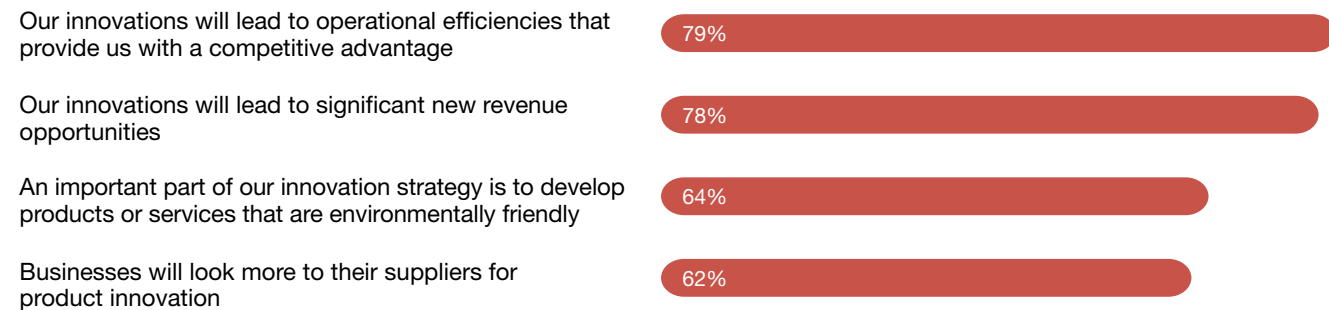 Our innovations will lead to operational efficiencies that
provide us with a competitive advantage
79%
Our innovations will lead to significant new revenue
opportunities
78%
An important part of our innovation strategy is to develop
products or services that are environmentally friendly
64%
Businesses will look more to their suppliers for
product innovation
62%